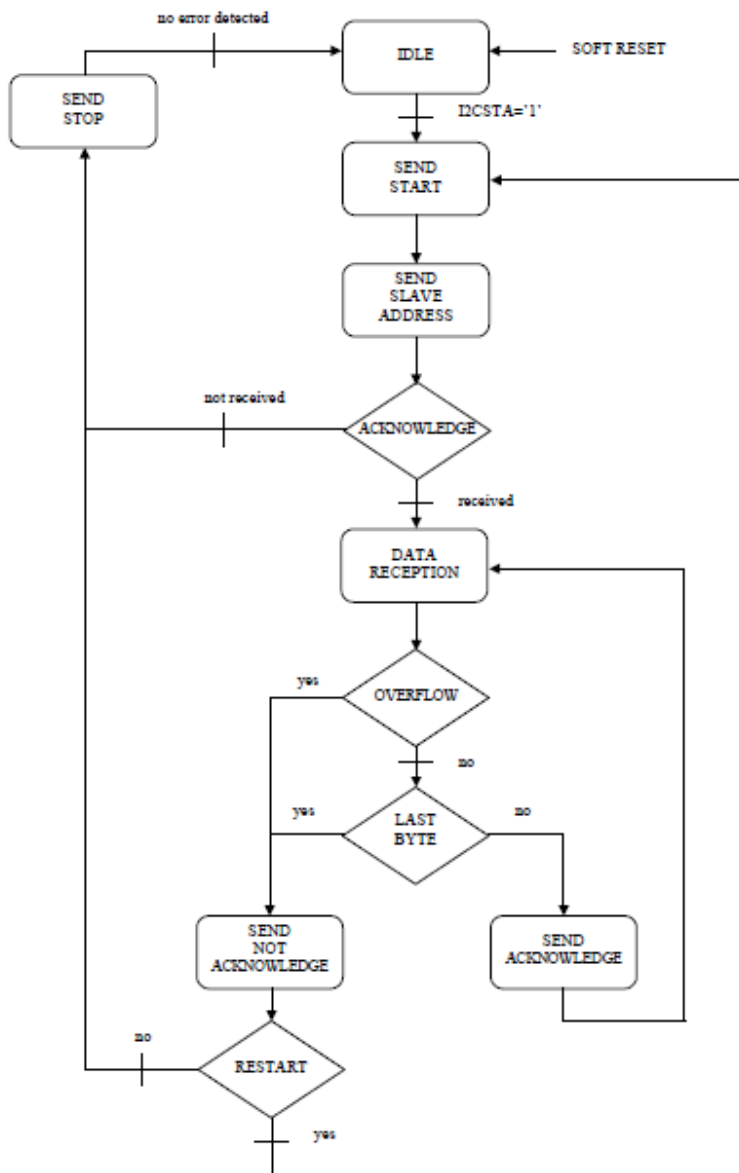 no error detected
IDLE
SOFT RESET
SEND
STOP
I2CSTA='1'
SEND
START
SEND
SLAVE
ADDRESS
not received
ACKNOWLEDGE
received
DATA
RECEPTION
yes
OVERFLOW
no
yes
LAST
BYTE
no
SEND
NOT
ACKNOWLEDGE
SEND
ACKNOWLEDGE
no
RESTART
yes